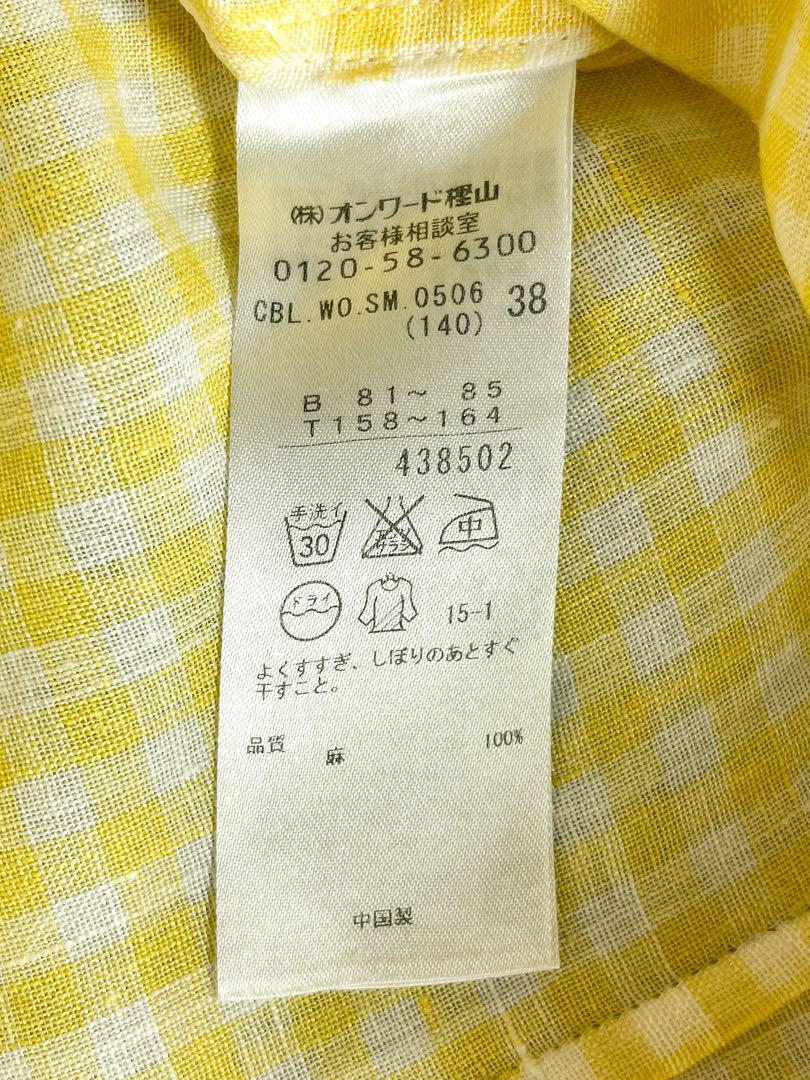 (株)オンワード樫山
お客様相談室
0120-58-6300
CBL.WO.SM.0506 38
(140)
B 81～ 85
T158～164
438502
手洗イ
30
中
ドライ
15-1
よくすすぎ、しぼりのあとすぐ
干すこと。
品質 麻 100%
中国製